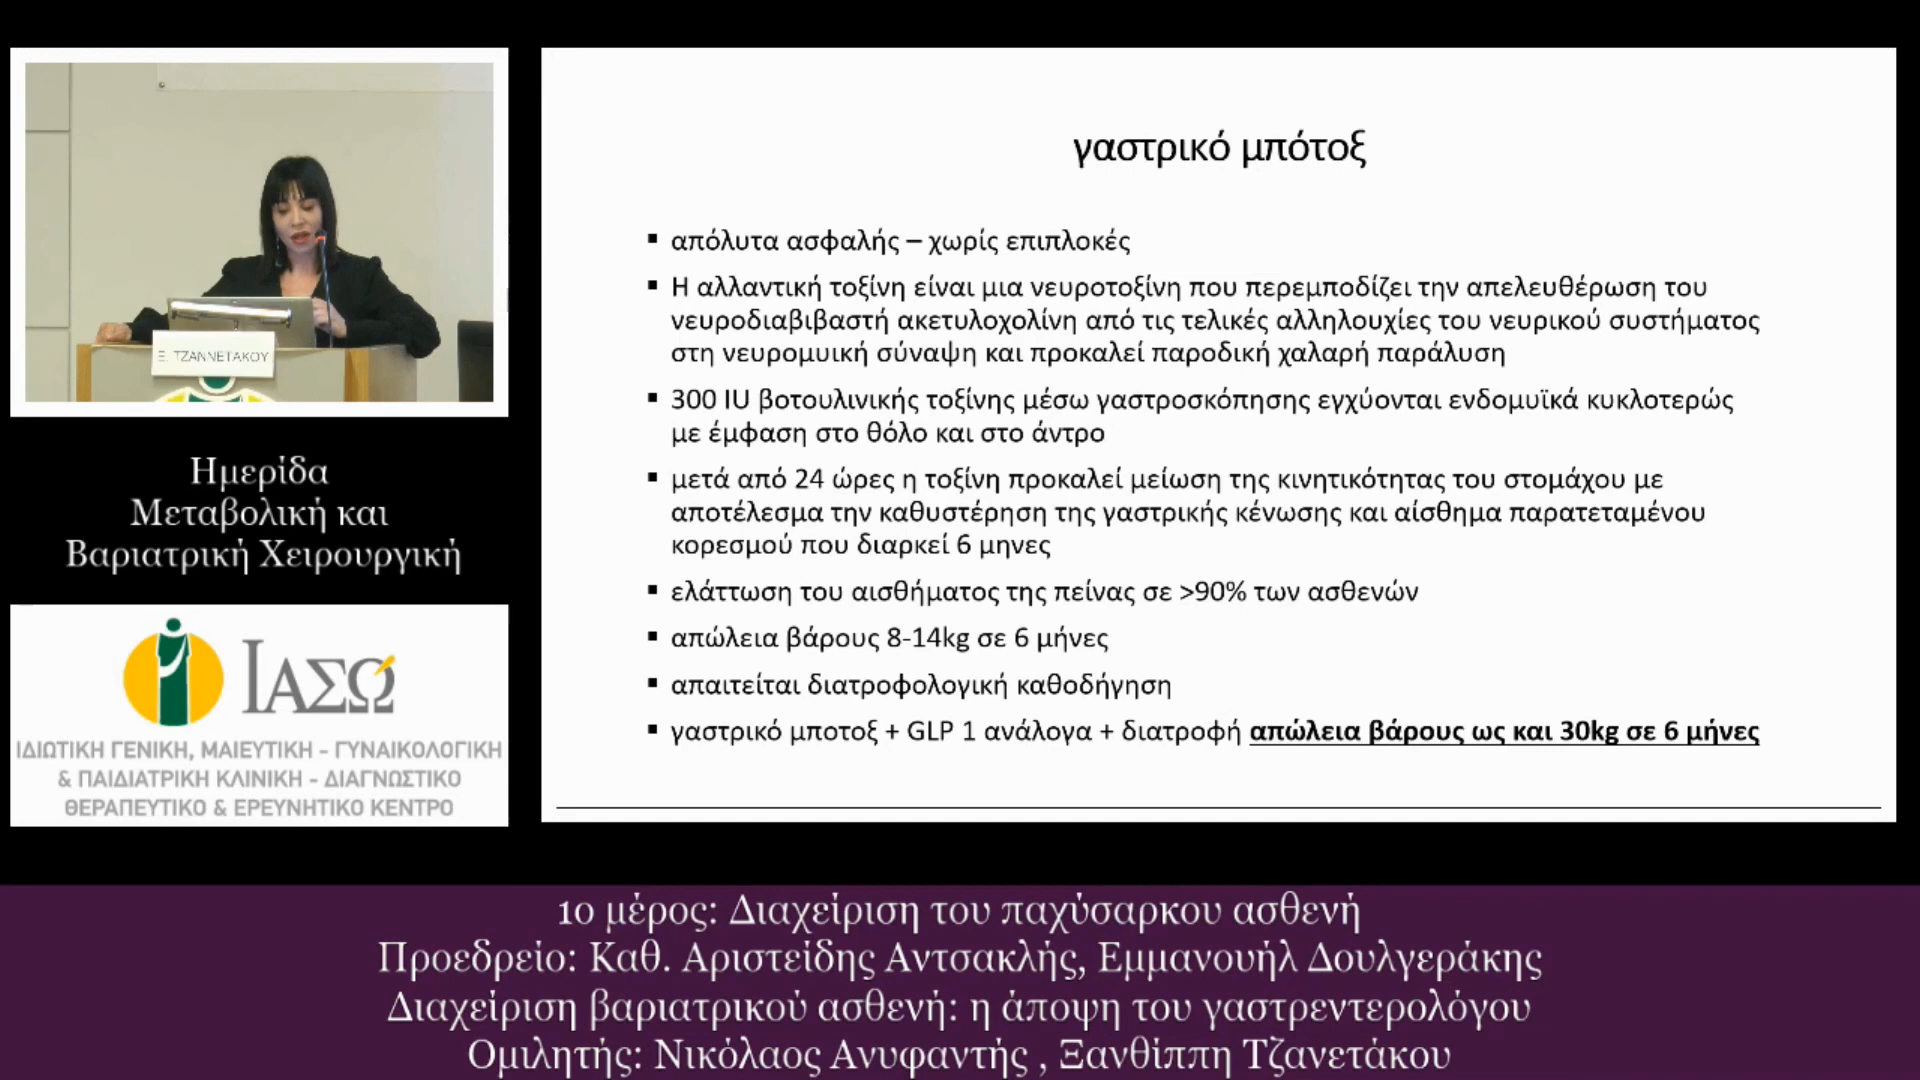 Ξ. ΤΖΑΝΝΕΤΑΚΟΥ
Ημερίδα
Μεταβολική και
Βαριατρική Χειρουργική
ΙΑΣΩ
ΙΔΙΩΤΙΚΗ ΓΕΝΙΚΗ, ΜΑΙΕΥΤΙΚΗ - ΓΥΝΑΙΚΟΛΟΓΙΚΗ
& ΠΑΙΔΙΑΤΡΙΚΗ ΚΛΙΝΙΚΗ - ΔΙΑΓΝΩΣΤΙΚΟ
ΘΕΡΑΠΕΥΤΙΚΟ & ΕΡΕΥΝΗΤΙΚΟ ΚΕΝΤΡΟ
γαστρικό μπότοξ
▪ απόλυτα ασφαλής – χωρίς επιπλοκές
▪ Η αλλαντική τοξίνη είναι μια νευροτοξίνη που περεμποδίζει την απελευθέρωση του
νευροδιαβιβαστή ακετυλοχολίνη από τις τελικές αλληλουχίες του νευρικού συστήματος
στη νευρομυική σύναψη και προκαλεί παροδική χαλαρή παράλυση
▪ 300 IU βοτουλινικής τοξίνης μέσω γαστροσκόπησης εγχύονται ενδομυϊκά κυκλοτερώς
με έμφαση στο θόλο και στο άντρο
▪ μετά από 24 ώρες η τοξίνη προκαλεί μείωση της κινητικότητας του στομάχου με
αποτέλεσμα την καθυστέρηση της γαστρικής κένωσης και αίσθημα παρατεταμένου
κορεσμού που διαρκεί 6 μηνες
▪ ελάττωση του αισθήματος της πείνας σε >90% των ασθενών
▪ απώλεια βάρους 8-14kg σε 6 μήνες
▪ απαιτείται διατροφολογική καθοδήγηση
▪ γαστρικό μποτοξ + GLP 1 ανάλογα + διατροφή απώλεια βάρους ως και 30kg σε 6 μήνες
1ο μέρος: Διαχείριση του παχύσαρκου ασθενή
Προεδρείο: Καθ. Αριστείδης Αντσακλής, Εμμανουήλ Δουλγεράκης
Διαχείριση βαριατρικού ασθενή: η άποψη του γαστρεντερολόγου
Ομιλητής: Νικόλαος Ανυφαντής , Ξανθίππη Τζανετάκου